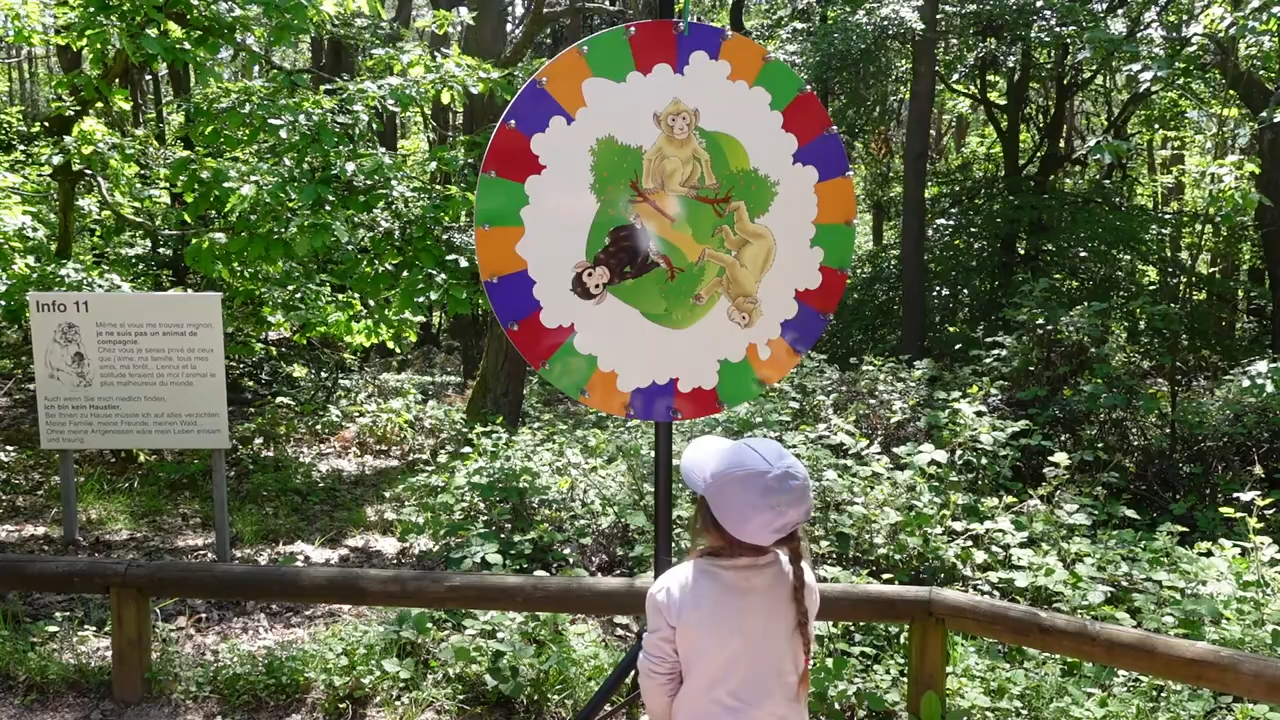 Info 11
Même si vous me trouvez mignon,
je ne suis pas un animal de
compagnie.
Chez vous je serais privé de ceux
que j'aime: ma famille, tous mes
amis, ma forêt... L'ennui et la
solitude feraient de moi l'animal le
plus malheureux du monde.
Auch wenn Sie mich niedlich finden,
Ich bin kein Haustier.
Bei Ihnen zu Hause müsste ich auf alles verzichten:
Meine Familie, meine Freunde, meinen Wald...
Ohne meine Artgenossen wäre mein Leben einsam
und traurig.